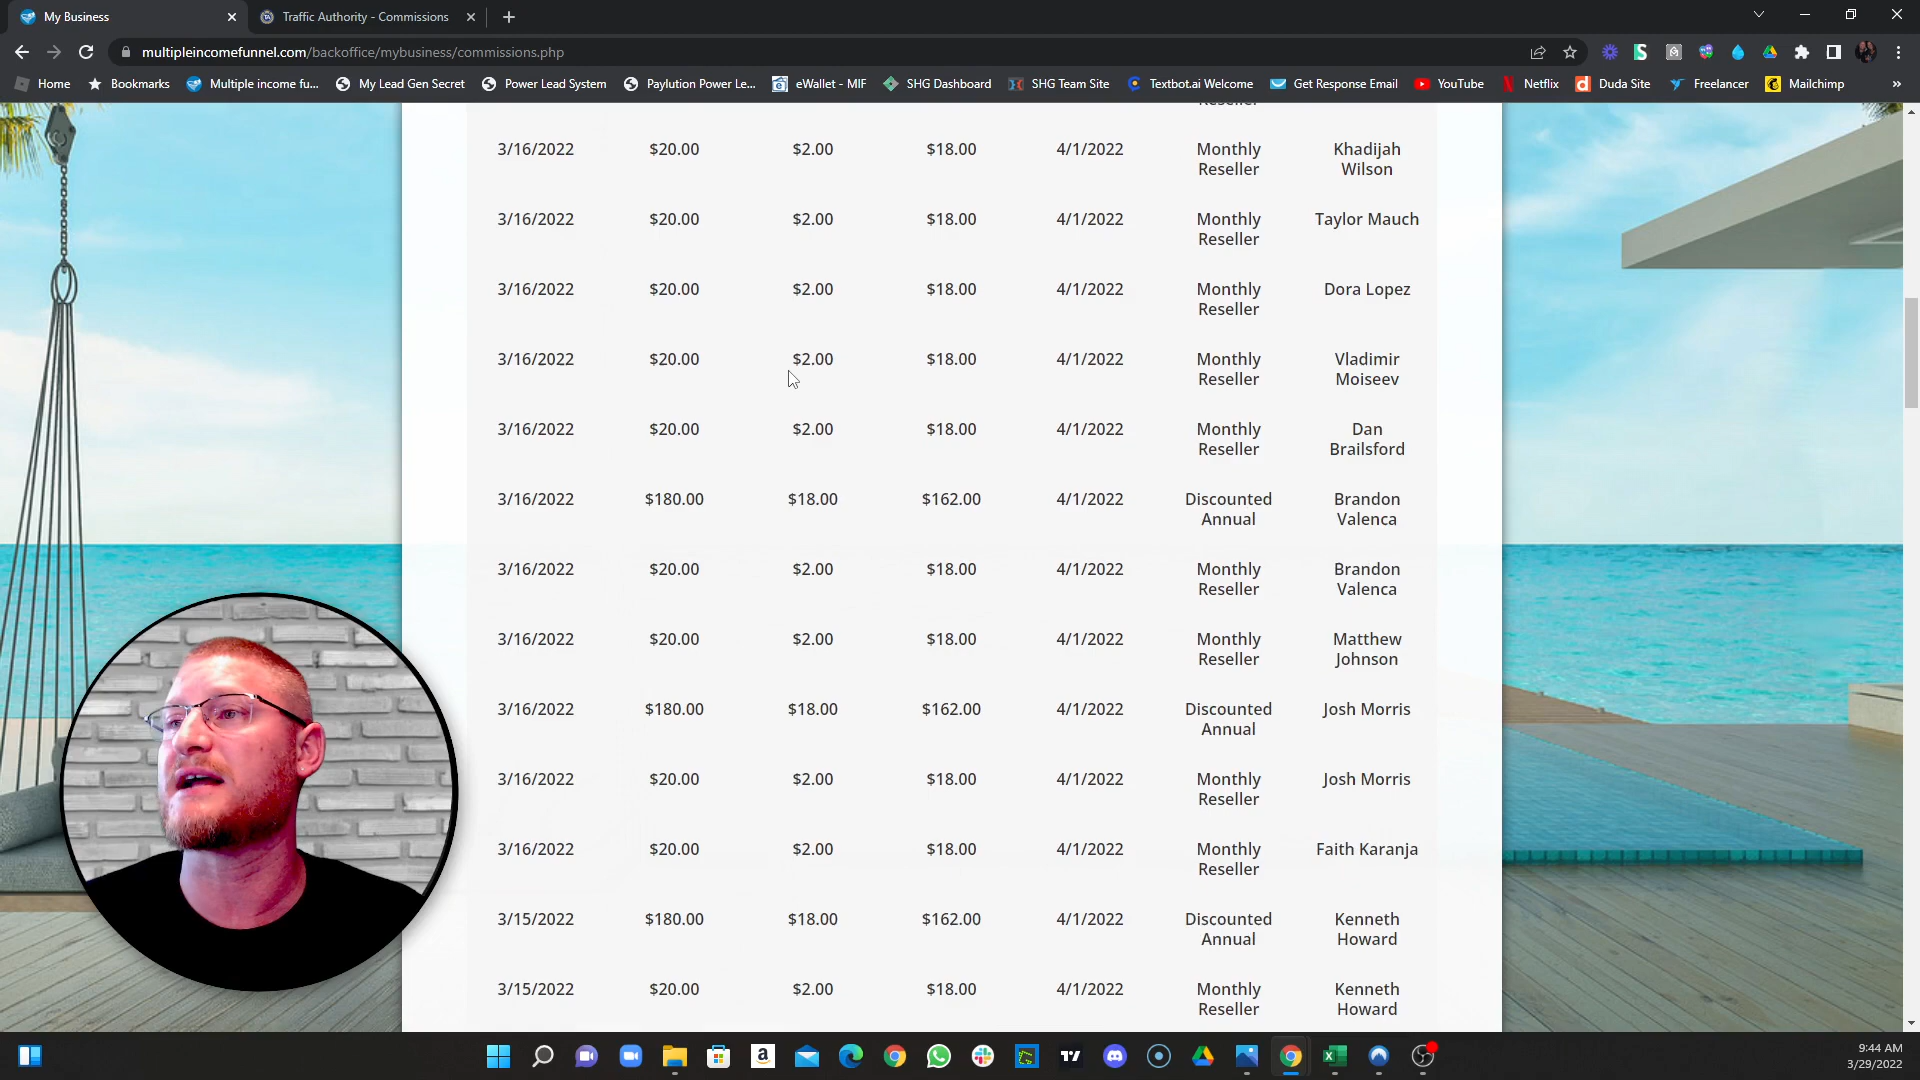 My Business
Traffic Authority - Commissions
multipleincomefunnel.com/backoffice/mybusiness/commissions.php
Home
Bookmarks
Multiple income fu...
My Lead Gen Secret
Power Lead System
Paylution Power Le...
eWallet - MIF
SHG Dashboard
SHG Team Site
Textbot.ai Welcome
Get Response Email
YouTube
Netflix
Duda Site
Freelancer
Mailchimp
»
Reseller
3/16/2022 $20.00 $2.00 $18.00 4/1/2022 Monthly Khadijah
Reseller Wilson
3/16/2022 $20.00 $2.00 $18.00 4/1/2022 Monthly Taylor Mauch
Reseller
3/16/2022 $20.00 $2.00 $18.00 4/1/2022 Monthly Dora Lopez
Reseller
3/16/2022 $20.00 $2.00 $18.00 4/1/2022 Monthly Vladimir
Reseller Moiseev
3/16/2022 $20.00 $2.00 $18.00 4/1/2022 Monthly Dan
Reseller Brailsford
3/16/2022 $180.00 $18.00 $162.00 4/1/2022 Discounted Brandon
Annual Valenca
3/16/2022 $20.00 $2.00 $18.00 4/1/2022 Monthly Brandon
Reseller Valenca
3/16/2022 $20.00 $2.00 $18.00 4/1/2022 Monthly Matthew
Reseller Johnson
3/16/2022 $180.00 $18.00 $162.00 4/1/2022 Discounted Josh Morris
Annual
3/16/2022 $20.00 $2.00 $18.00 4/1/2022 Monthly Josh Morris
Reseller
3/16/2022 $20.00 $2.00 $18.00 4/1/2022 Monthly Faith Karanja
Reseller
3/15/2022 $180.00 $18.00 $162.00 4/1/2022 Discounted Kenneth
Annual Howard
3/15/2022 $20.00 $2.00 $18.00 4/1/2022 Monthly Kenneth
Reseller Howard
9:44 AM
3/29/2022